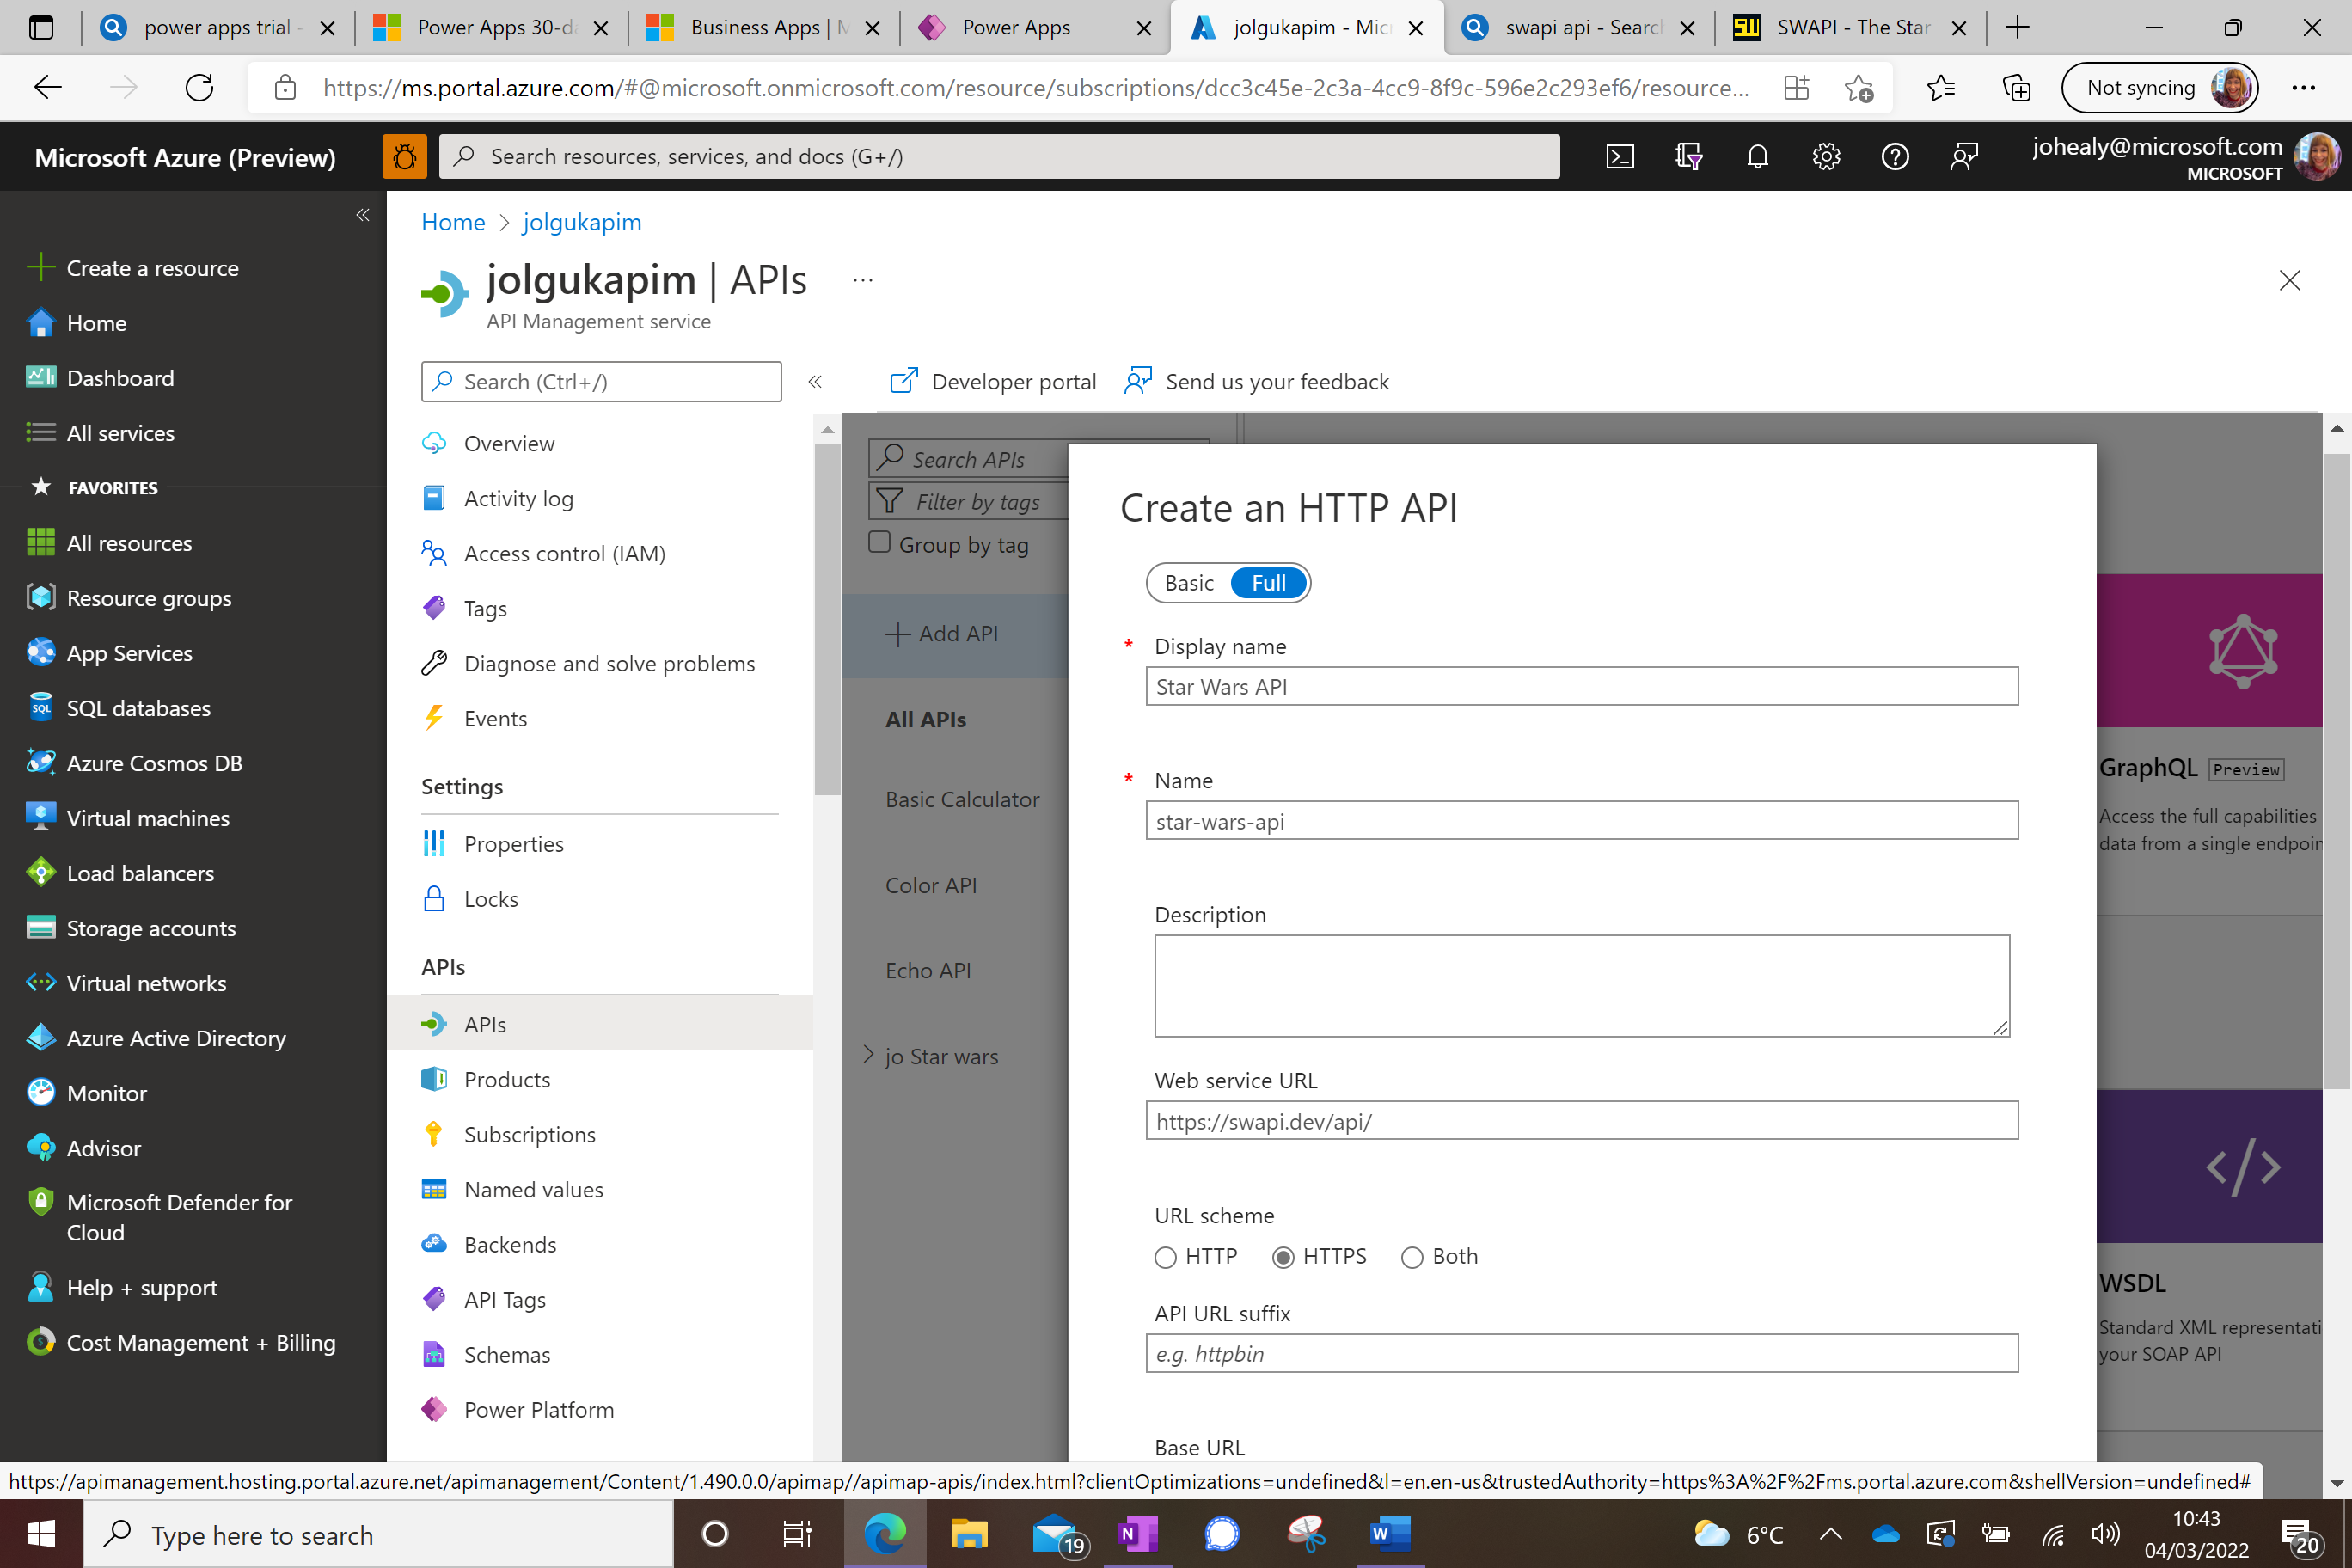 power apps trial -
Power Apps 30-da
Business Apps | M
Power Apps
jolgukapim - Micr
swapi api - Search
SWAPI - The Star
https://ms.portal.azure.com/#@microsoft.onmicrosoft.com/resource/subscriptions/dcc3c45e-2c3a-4cc9-8f9c-596e2c293ef6/resource...
Not syncing
Microsoft Azure (Preview)
Search resources, services, and docs (G+/)
johealy@microsoft.com
MICROSOFT
Create a resource
Home
Dashboard
All services
FAVORITES
All resources
Resource groups
App Services
SQL databases
Azure Cosmos DB
Virtual machines
Load balancers
Storage accounts
Virtual networks
Azure Active Directory
Monitor
Advisor
Microsoft Defender for
Cloud
Help + support
Cost Management + Billing
Home > jolgukapim
jolgukapim | APIs ...
API Management service
Search (Ctrl+/)
Overview
Activity log
Access control (IAM)
Tags
Diagnose and solve problems
Events
Settings
Properties
Locks
APIs
APIs
Products
Subscriptions
Named values
Backends
API Tags
Schemas
Power Platform
Developer portal
Send us your feedback
Search APIs
Filter by tags
Group by tag
Add API
All APIs
Basic Calculator
Color API
Echo API
jo Star wars
Create an HTTP API
Basic Full
* Display name
Star Wars API
* Name
star-wars-api
Description
Web service URL
https://swapi.dev/api/
URL scheme
HTTP HTTPS Both
API URL suffix
e.g. httpbin
Base URL
GraphQL Preview
Access the full capabilities
data from a single endpoin
WSDL
Standard XML representati
your SOAP API
https://apimanagement.hosting.portal.azure.net/apimanagement/Content/1.490.0.0/apimap//apimap-apis/index.html?clientOptimizations=undefined&l=en.en-us&trustedAuthority=https%3A%2F%2Fms.portal.azure.com&shellVersion=undefined#
Type here to search
19
6°C
10:43
04/03/2022
20